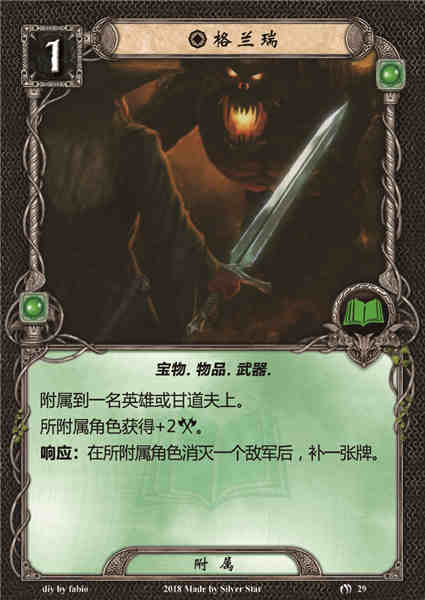 1
格兰瑞
宝物. 物品. 武器.
附属到一名英雄或甘道夫上。
所附属角色获得+2。
响应：在所附属角色消灭一个敌军后，补一张牌。
附属
diy by fabio
2018 Made by Silver Star
29